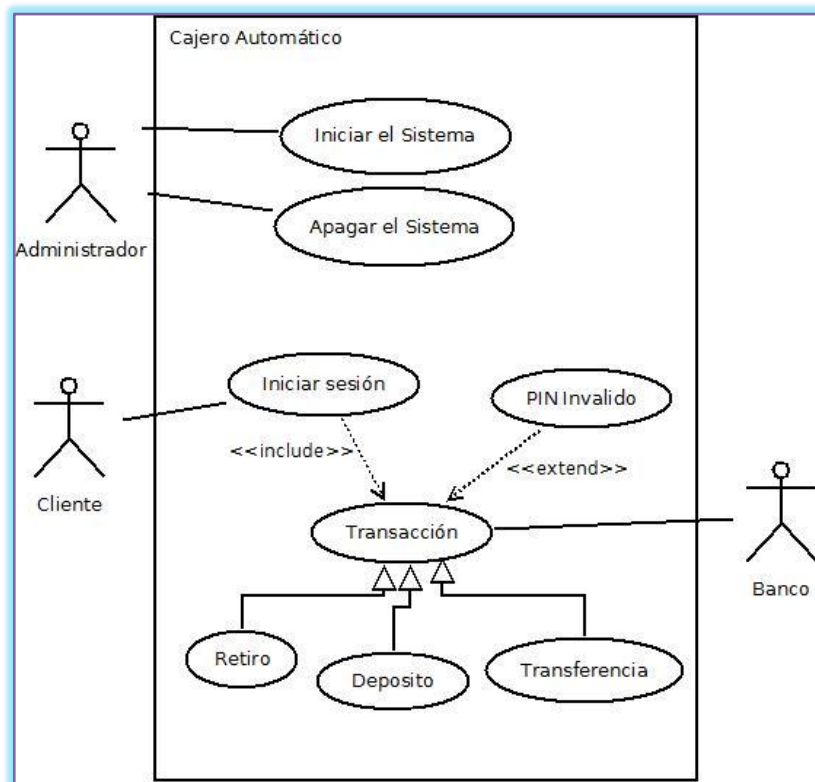 Cajero Automático
Iniciar el Sistema
Apagar el Sistema
Administrador
Iniciar sesión
PIN Invalido
<<include>>
<<extend>>
Cliente
Transacción
Banco
Retiro
Deposito
Transferencia